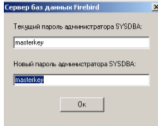 Сервер баз данных Firebird
Текущий пароль администратора SYSDBA:
masterkey
Новый пароль администратора SYSDBA:
masterkey
Ок